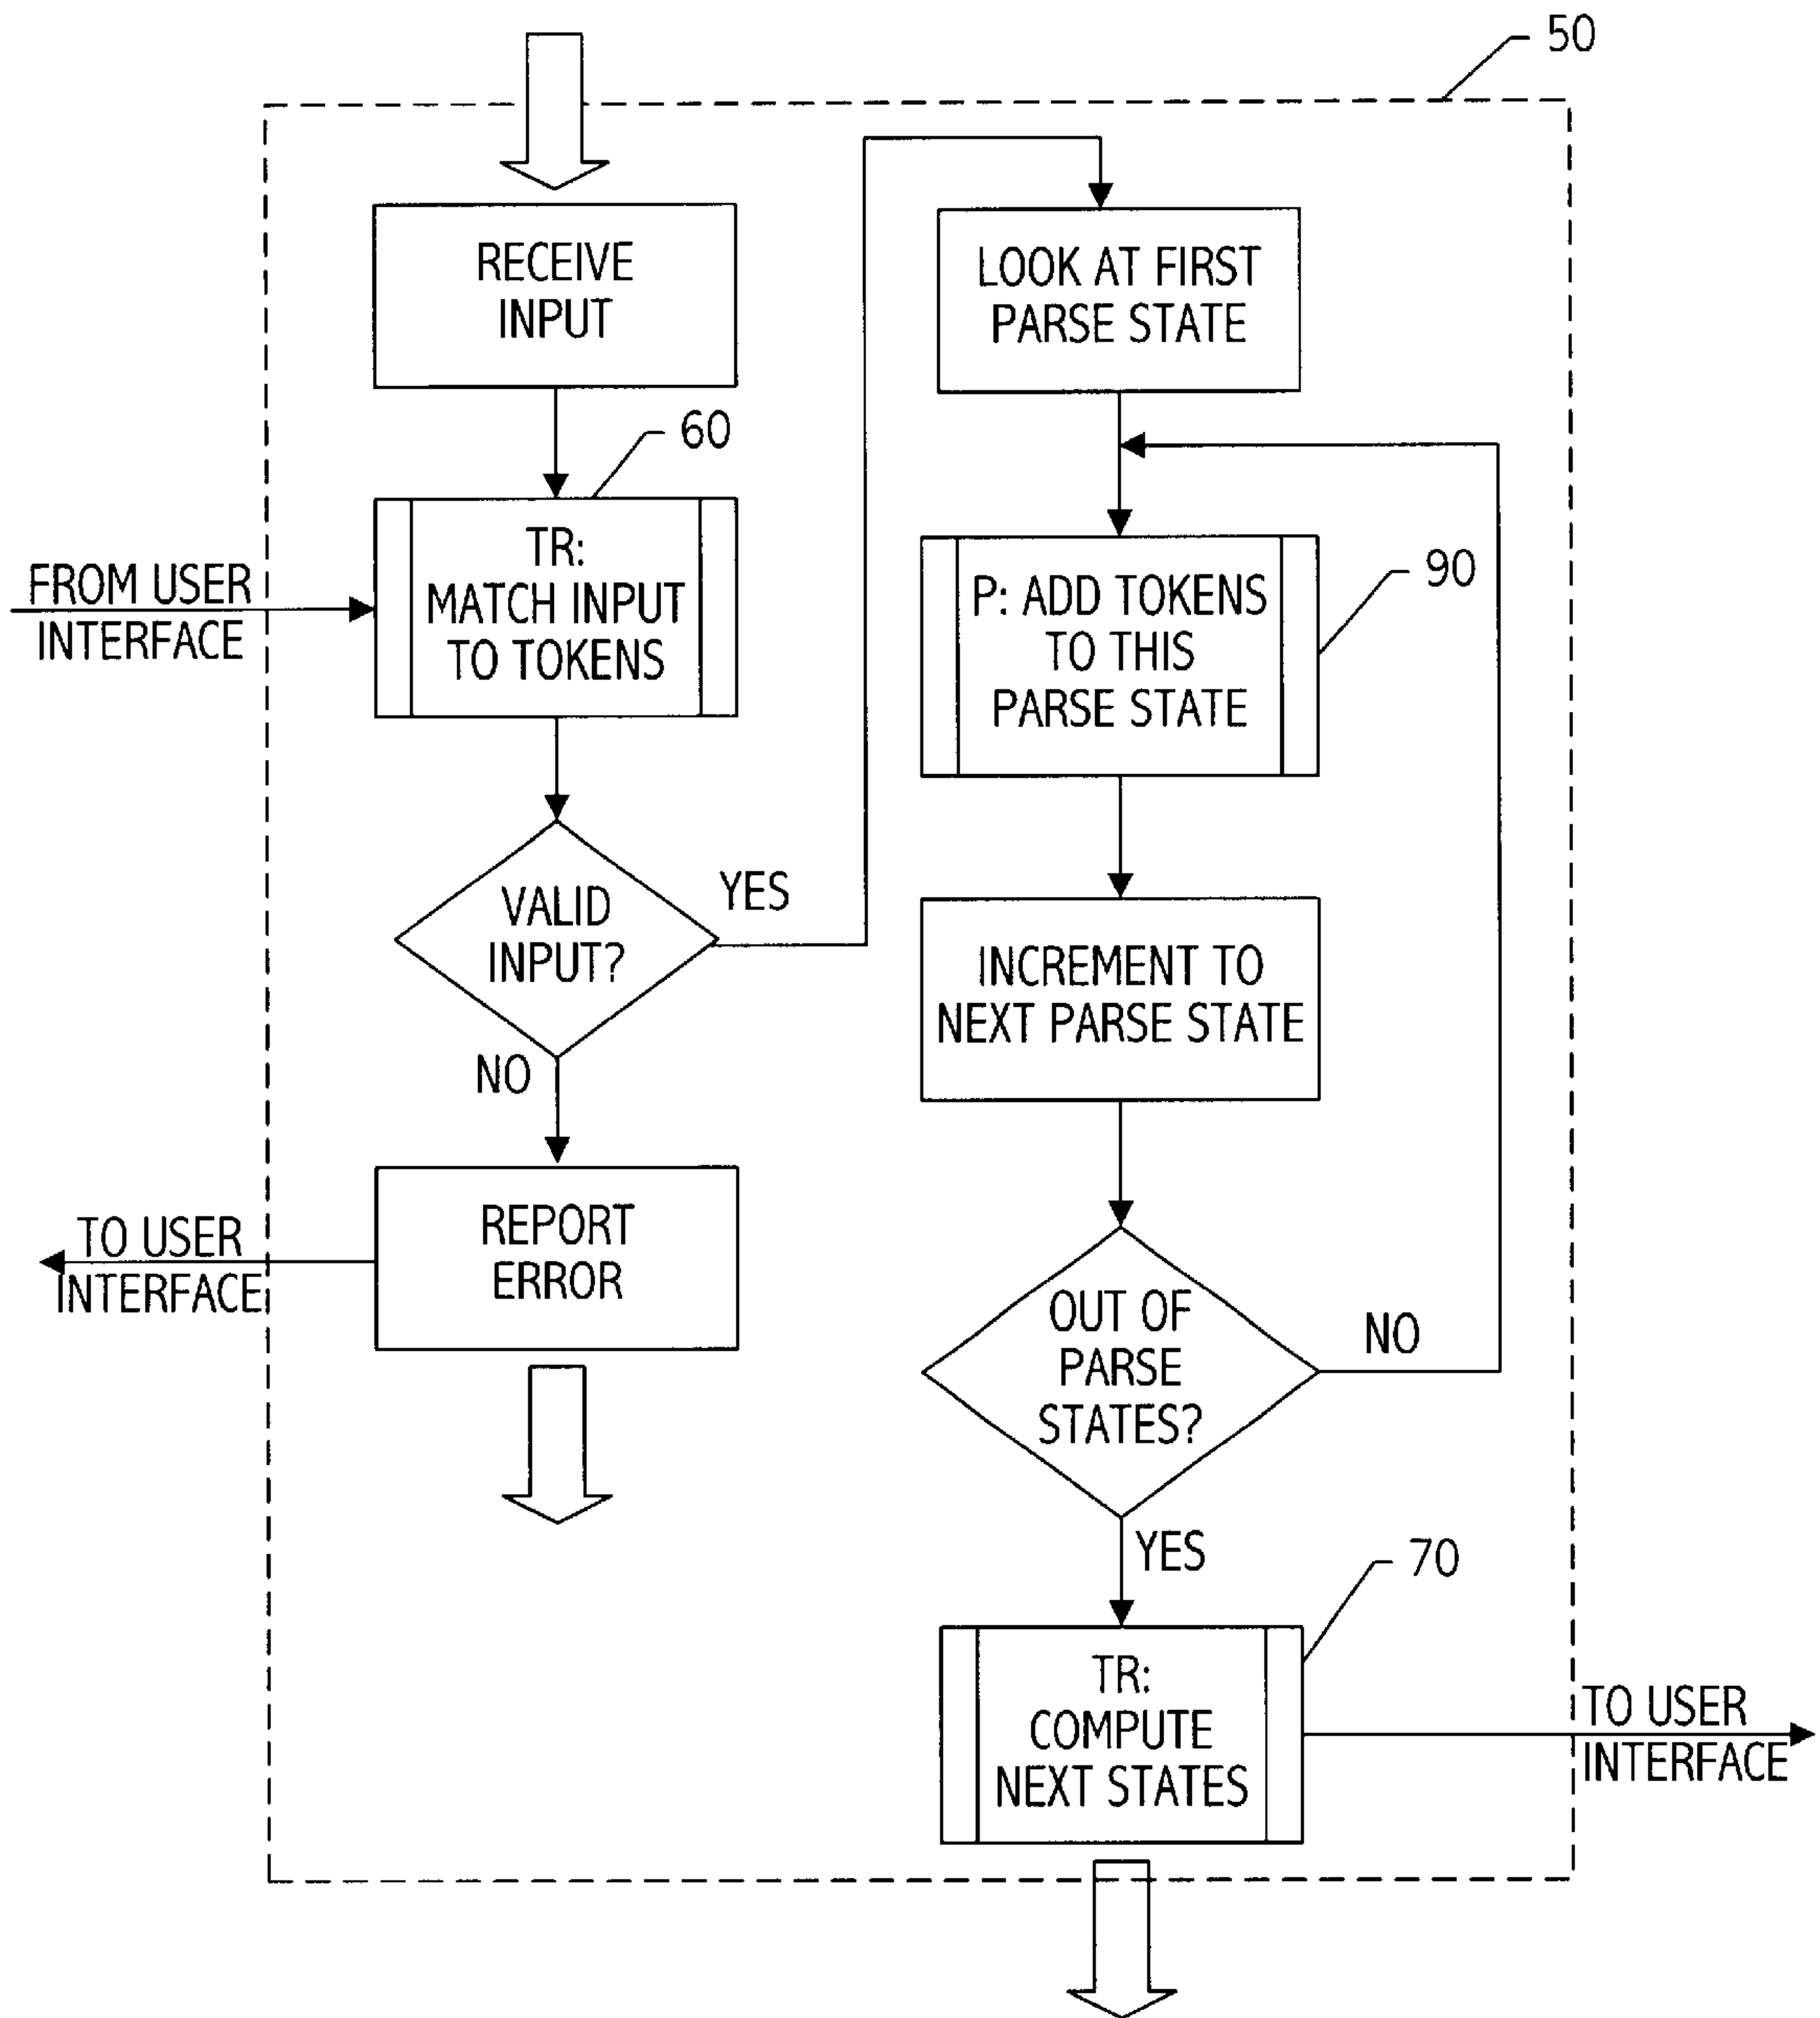 50
RECEIVE
INPUT
60
FROM USER
INTERFACE
TR:
MATCH INPUT
TO TOKENS
VALID
INPUT?
YES
NO
REPORT
ERROR
TO USER
INTERFACE
LOOK AT FIRST
PARSE STATE
90
P: ADD TOKENS
TO THIS
PARSE STATE
INCREMENT TO
NEXT PARSE STATE
OUT OF
PARSE
STATES?
NO
YES
70
TR:
COMPUTE
NEXT STATES
TO USER
INTERFACE